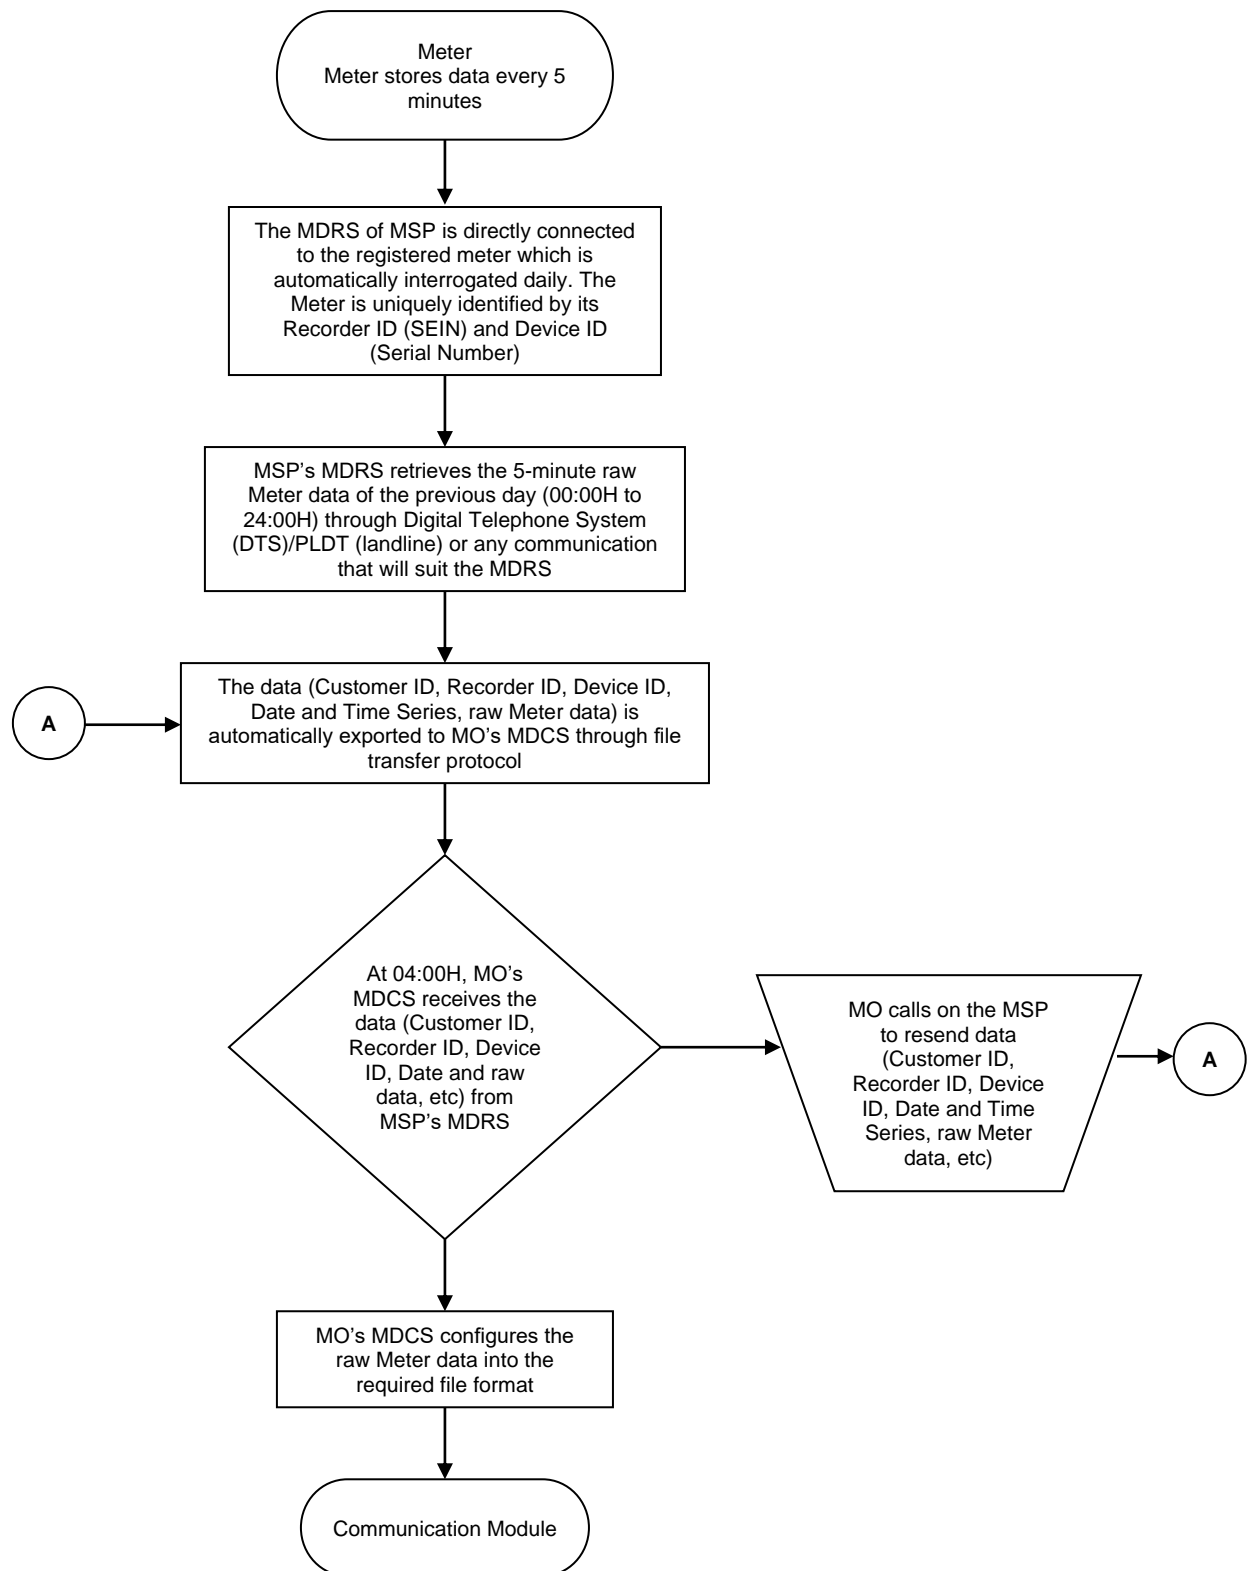 Meter
Meter stores data every 5
minutes
The MDRS of MSP is directly connected
to the registered meter which is
automatically interrogated daily. The
Meter is uniquely identified by its
Recorder ID (SEIN) and Device ID
(Serial Number)
MSP’s MDRS retrieves the 5-minute raw
Meter data of the previous day (00:00H to
24:00H) through Digital Telephone System
(DTS)/PLDT (landline) or any communication
that will suit the MDRS
A
The data (Customer ID, Recorder ID, Device ID,
Date and Time Series, raw Meter data) is
automatically exported to MO’s MDCS through file
transfer protocol
At 04:00H, MO’s
MDCS receives the
data (Customer ID,
Recorder ID, Device
ID, Date and raw
data, etc) from
MSP’s MDRS
MO calls on the MSP
to resend data
(Customer ID,
Recorder ID, Device
ID, Date and Time
Series, raw Meter
data, etc)
A
MO’s MDCS configures the
raw Meter data into the
required file format
Communication Module